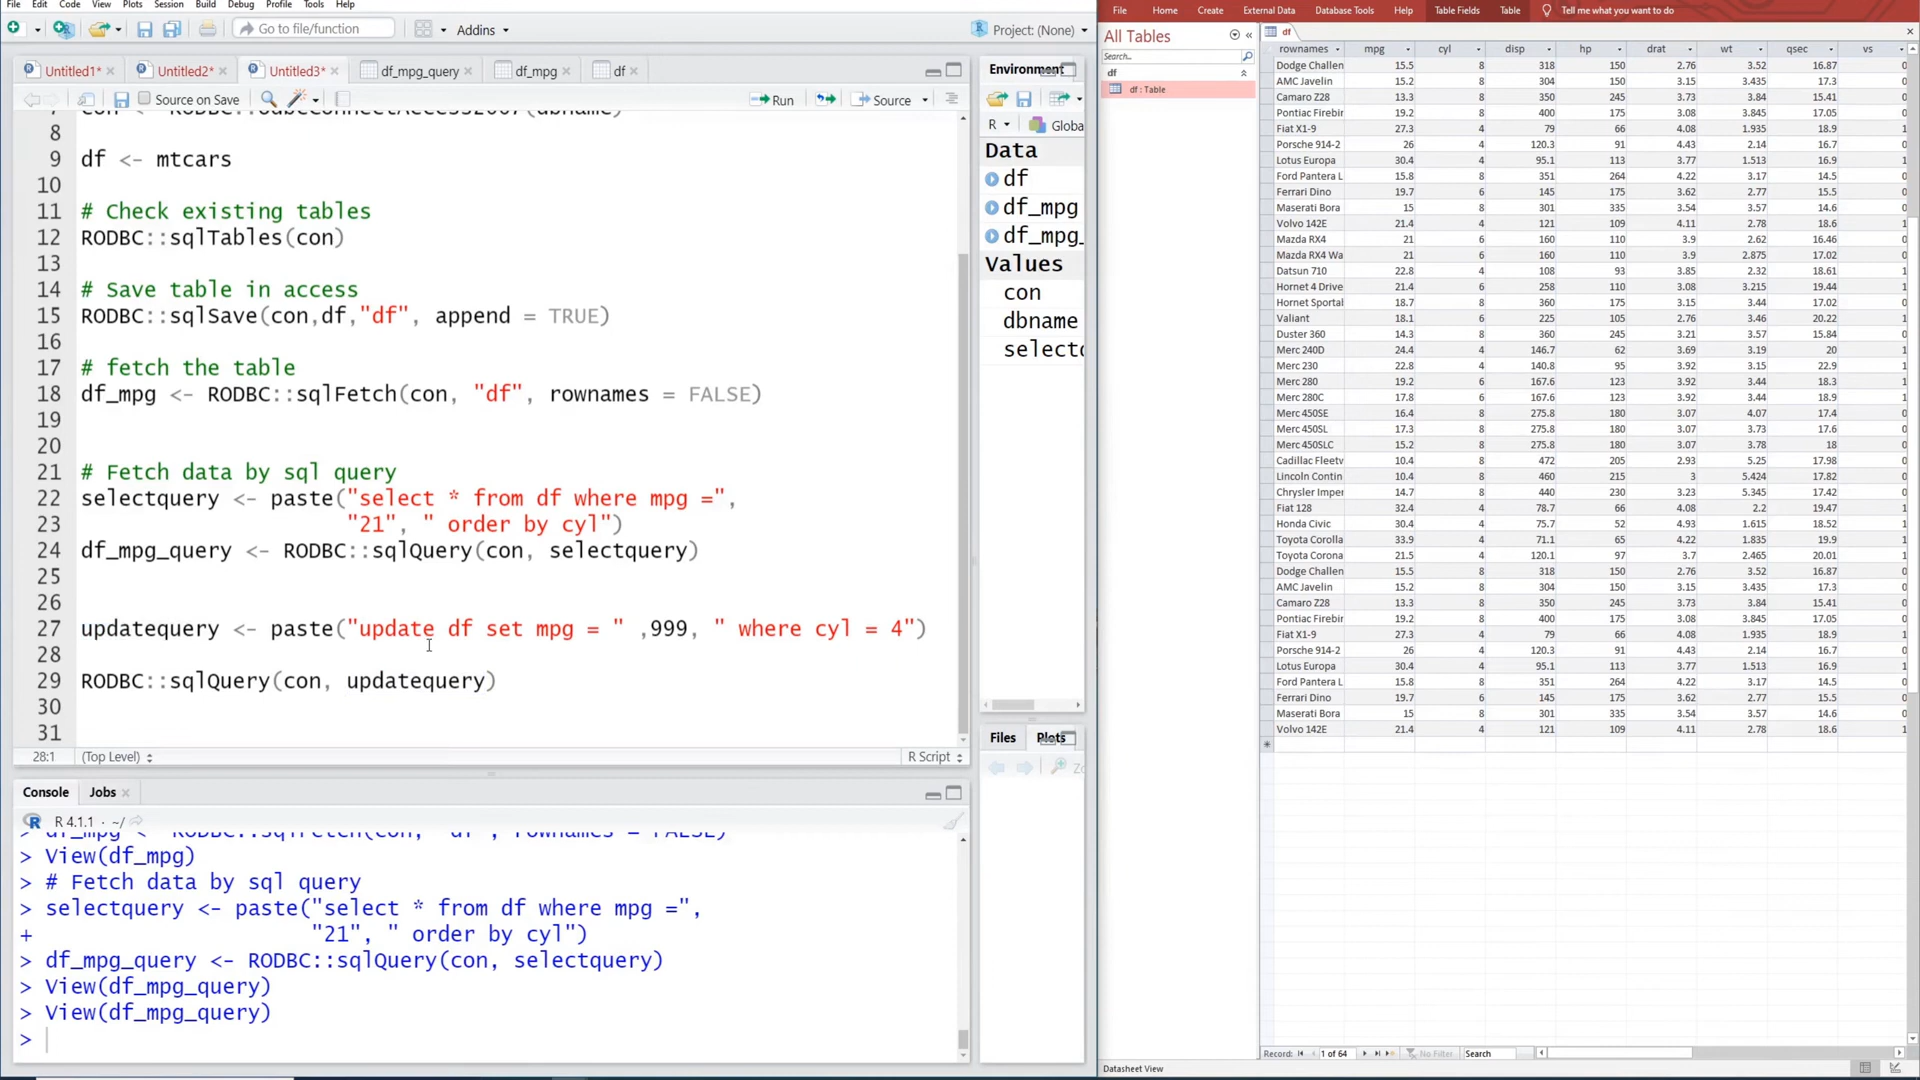 File Edit Code View Plots Session Build Debug Profile Tools Help
Go to file/function Addins Project: (None)
Untitled1* × Untitled2* × Untitled3* × df_mpg_query × df_mpg × df ×
Source on Save Run Source
8
9 df <- mtcars
10
11 # Check existing tables
12 RODBC::sqlTables(con)
13
14 # Save table in access
15 RODBC::sqlSave(con,df,"df", append = TRUE)
16
17 # fetch the table
18 df_mpg <- RODBC::sqlFetch(con, "df", rownames = FALSE)
19
20
21 # Fetch data by sql query
22 selectquery <- paste("select * from df where mpg =",
23 "21", " order by cyl")
24 df_mpg_query <- RODBC::sqlQuery(con, selectquery)
25
26
27 updatequery <- paste("update df set mpg = " ,999, " where cyl = 4")
28
29 RODBC::sqlQuery(con, updatequery)
30
31
28:1 (Top Level) R Script
Console Jobs ×
R 4.1.1 · ~/
> View(df_mpg)
> # Fetch data by sql query
> selectquery <- paste("select * from df where mpg =",
+ "21", " order by cyl")
> df_mpg_query <- RODBC::sqlQuery(con, selectquery)
> View(df_mpg_query)
> View(df_mpg_query)
>
Environment
R Globa
Data
df
df_mpg
df_mpg_
Values
con
dbname
selectq
Files Plots
File Home Create External Data Database Tools Help Table Fields Table Tell me what you want to do
All Tables
Search...
df
df : Table
df
rownames mpg cyl disp hp drat wt qsec vs
Dodge Challen 15.5 8 318 150 2.76 3.52 16.87 0
AMC Javelin 15.2 8 304 150 3.15 3.435 17.3 0
Camaro Z28 13.3 8 350 245 3.73 3.84 15.41 0
Pontiac Firebir 19.2 8 400 175 3.08 3.845 17.05 0
Fiat X1-9 27.3 4 79 66 4.08 1.935 18.9 1
Porsche 914-2 26 4 120.3 91 4.43 2.14 16.7 0
Lotus Europa 30.4 4 95.1 113 3.77 1.513 16.9 1
Ford Pantera L 15.8 8 351 264 4.22 3.17 14.5 0
Ferrari Dino 19.7 6 145 175 3.62 2.77 15.5 0
Maserati Bora 15 8 301 335 3.54 3.57 14.6 0
Volvo 142E 21.4 4 121 109 4.11 2.78 18.6 1
Mazda RX4 21 6 160 110 3.9 2.62 16.46 0
Mazda RX4 Wa 21 6 160 110 3.9 2.875 17.02 0
Datsun 710 22.8 4 108 93 3.85 2.32 18.61 1
Hornet 4 Drive 21.4 6 258 110 3.08 3.215 19.44 1
Hornet Sportal 18.7 8 360 175 3.15 3.44 17.02 0
Valiant 18.1 6 225 105 2.76 3.46 20.22 1
Duster 360 14.3 8 360 245 3.21 3.57 15.84 0
Merc 240D 24.4 4 146.7 62 3.69 3.19 20 1
Merc 230 22.8 4 140.8 95 3.92 3.15 22.9 1
Merc 280 19.2 6 167.6 123 3.92 3.44 18.3 1
Merc 280C 17.8 6 167.6 123 3.92 3.44 18.9 1
Merc 450SE 16.4 8 275.8 180 3.07 4.07 17.4 0
Merc 450SL 17.3 8 275.8 180 3.07 3.73 17.6 0
Merc 450SLC 15.2 8 275.8 180 3.07 3.78 18 0
Cadillac Fleetv 10.4 8 472 205 2.93 5.25 17.98 0
Lincoln Contin 10.4 8 460 215 3 5.424 17.82 0
Chrysler Imper 14.7 8 440 230 3.23 5.345 17.42 0
Fiat 128 32.4 4 78.7 66 4.08 2.2 19.47 1
Honda Civic 30.4 4 75.7 52 4.93 1.615 18.52 1
Toyota Corolla 33.9 4 71.1 65 4.22 1.835 19.9 1
Toyota Corona 21.5 4 120.1 97 3.7 2.465 20.01 1
Dodge Challen 15.5 8 318 150 2.76 3.52 16.87 0
AMC Javelin 15.2 8 304 150 3.15 3.435 17.3 0
Camaro Z28 13.3 8 350 245 3.73 3.84 15.41 0
Pontiac Firebir 19.2 8 400 175 3.08 3.845 17.05 0
Fiat X1-9 27.3 4 79 66 4.08 1.935 18.9 1
Porsche 914-2 26 4 120.3 91 4.43 2.14 16.7 0
Lotus Europa 30.4 4 95.1 113 3.77 1.513 16.9 1
Ford Pantera L 15.8 8 351 264 4.22 3.17 14.5 0
Ferrari Dino 19.7 6 145 175 3.62 2.77 15.5 0
Maserati Bora 15 8 301 335 3.54 3.57 14.6 0
Volvo 142E 21.4 4 121 109 4.11 2.78 18.6 1
Record: 1 of 64 No Filter Search
Datasheet View